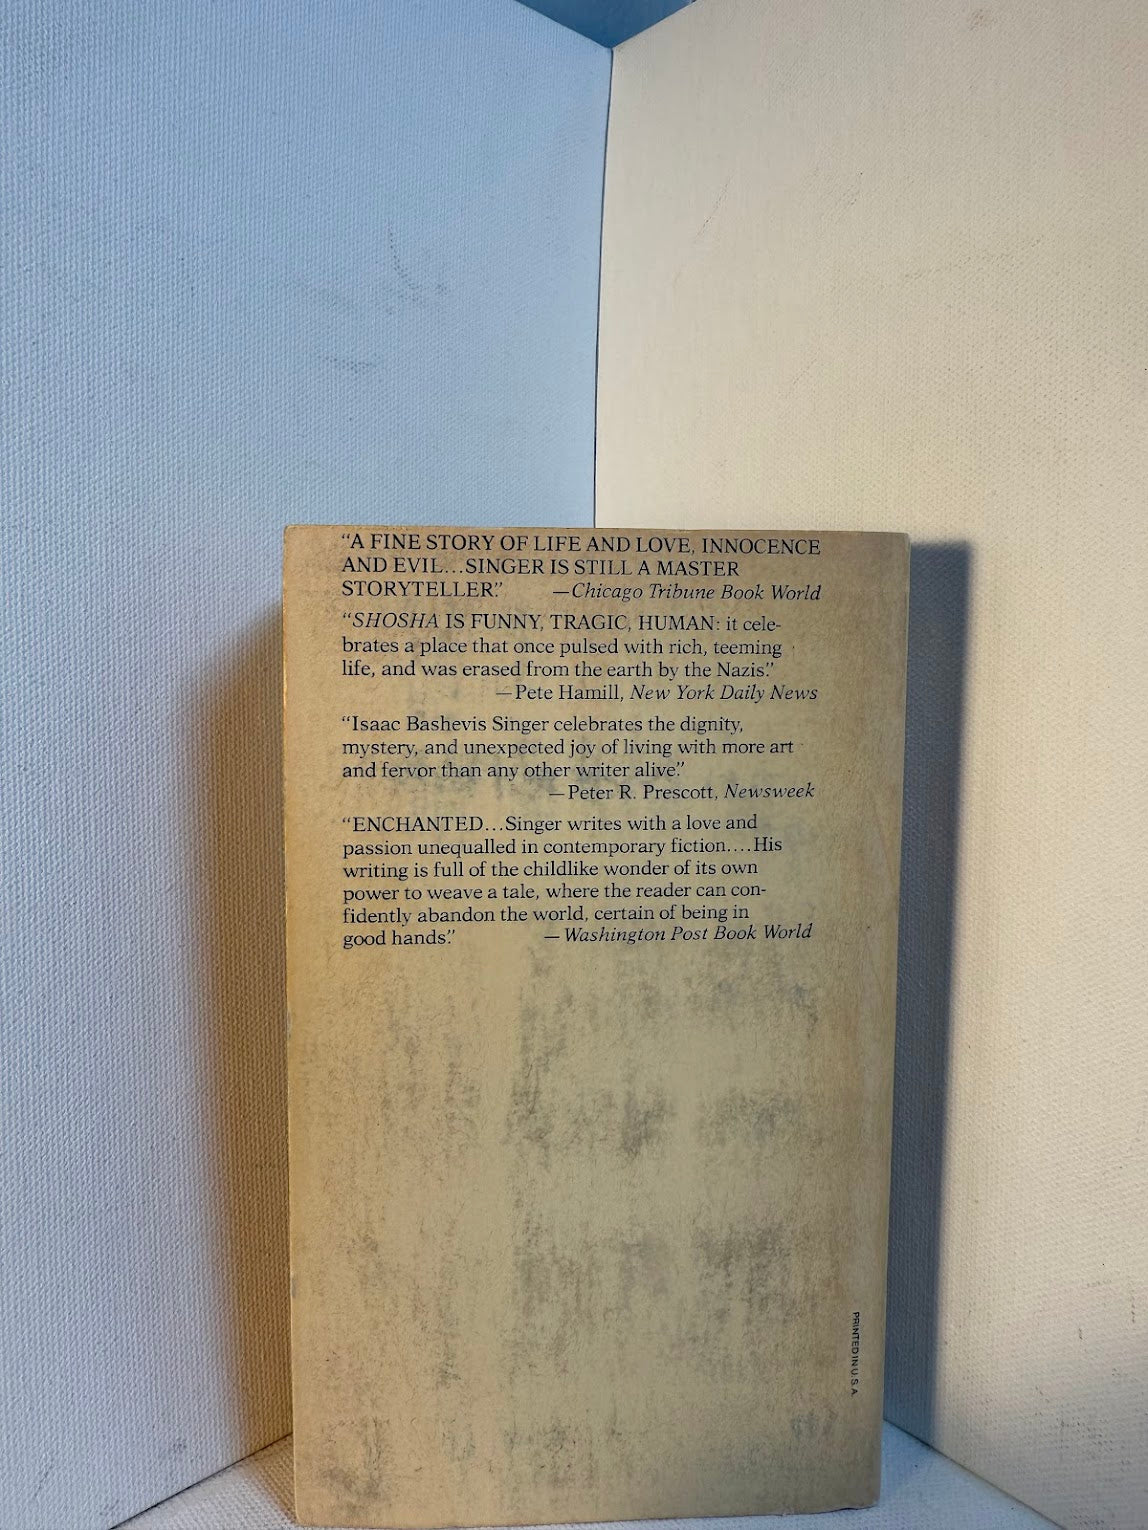 “A FINE STORY OF LIFE AND LOVE, INNOCENCE
AND EVIL...SINGER IS STILL A MASTER
STORYTELLER.” —Chicago Tribune Book World
“SHOSHA IS FUNNY, TRAGIC, HUMAN: it cele-
brates a place that once pulsed with rich, teeming
life, and was erased from the earth by the Nazis.”
—Pete Hamill, New York Daily News
“Isaac Bashevis Singer celebrates the dignity,
mystery, and unexpected joy of living with more art
and fervor than any other writer alive.”
—Peter R. Prescott, Newsweek
“ENCHANTED...Singer writes with a love and
passion unequalled in contemporary fiction....His
writing is full of the childlike wonder of its own
power to weave a tale, where the reader can con-
fidently abandon the world, certain of being in
good hands.” —Washington Post Book World
PRINTED IN U.S.A.